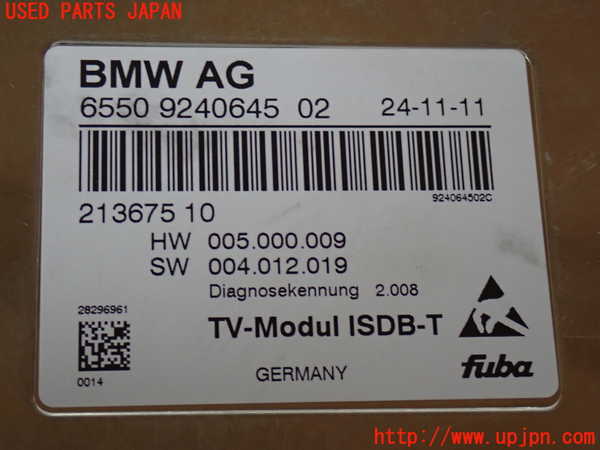 USED PARTS JAPAN
BMW AG
6550 9240645 02 24-11-11
924064502C
213675 10
HW 005.000.009
SW 004.012.019
Diagnosekennung 2.008
28296961
TV-Modul ISDB-T
0014
GERMANY
fuba
http://www.upjpn.com/